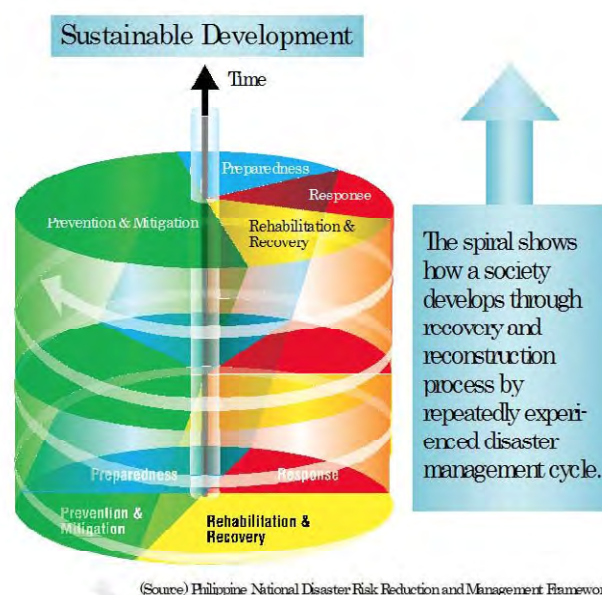 Sustainable Development
Time
Preparedness
Response
Prevention & Mitigation
Rehabilitation &
Recovery
The spiral shows
how a society
develops through
recovery and
reconstruction
process by
repeatedly experi-
enced disaster
management cycle.
Preparedness
Response
Prevention &
Mitigation
Rehabilitation &
Recovery
(Source) Philippine National Disaster Risk Reduction and Management Framewor